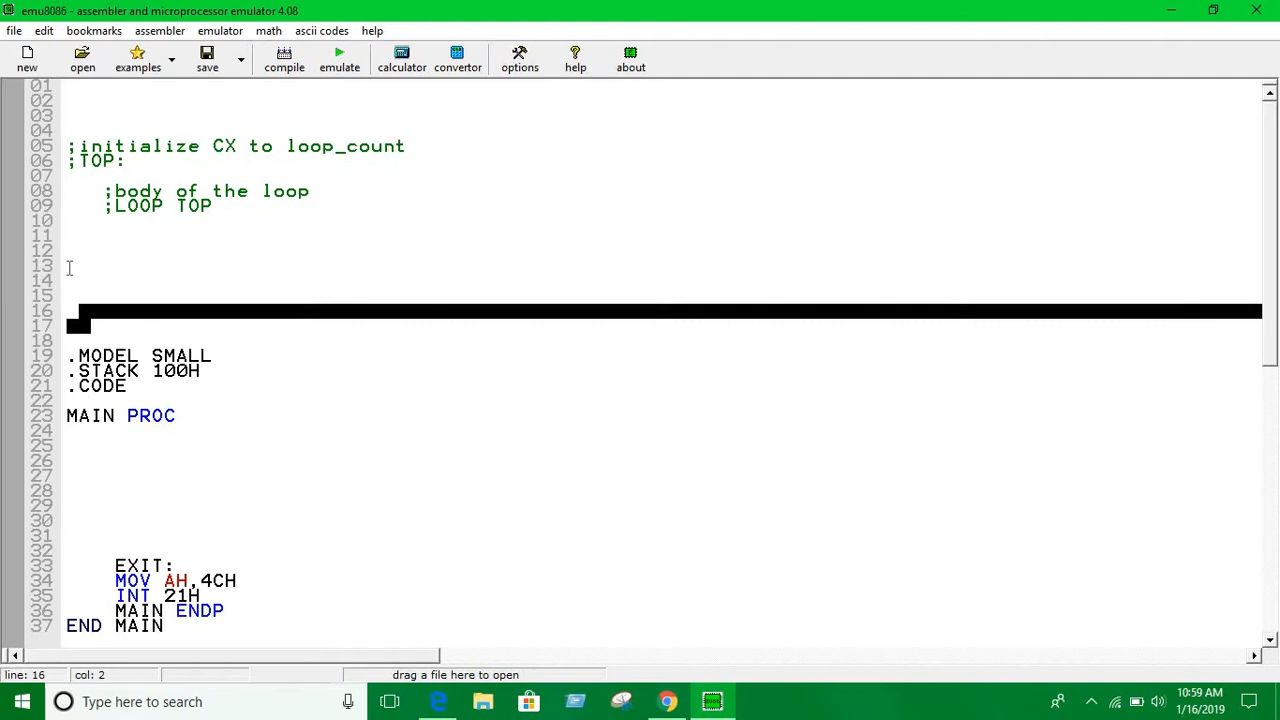 emu8086 - assembler and microprocessor emulator 4.08
file edit bookmarks assembler emulator math ascii codes help
new open examples save compile emulate calculator convertor options help about
01
02
03
04
05 ;initialize CX to loop_count
06 ;TOP:
07
08 ;body of the loop
09 ;LOOP TOP
10
11
12
13
14
15
16
17
18
19 .MODEL SMALL
20 .STACK 100H
21 .CODE
22
23 MAIN PROC
24
25
26
27
28
29
30
31
32
33 EXIT:
34 MOV AH,4CH
35 INT 21H
36 MAIN ENDP
37 END MAIN
line: 16 col: 2 drag a file here to open
Type here to search
10:59 AM
1/16/2019